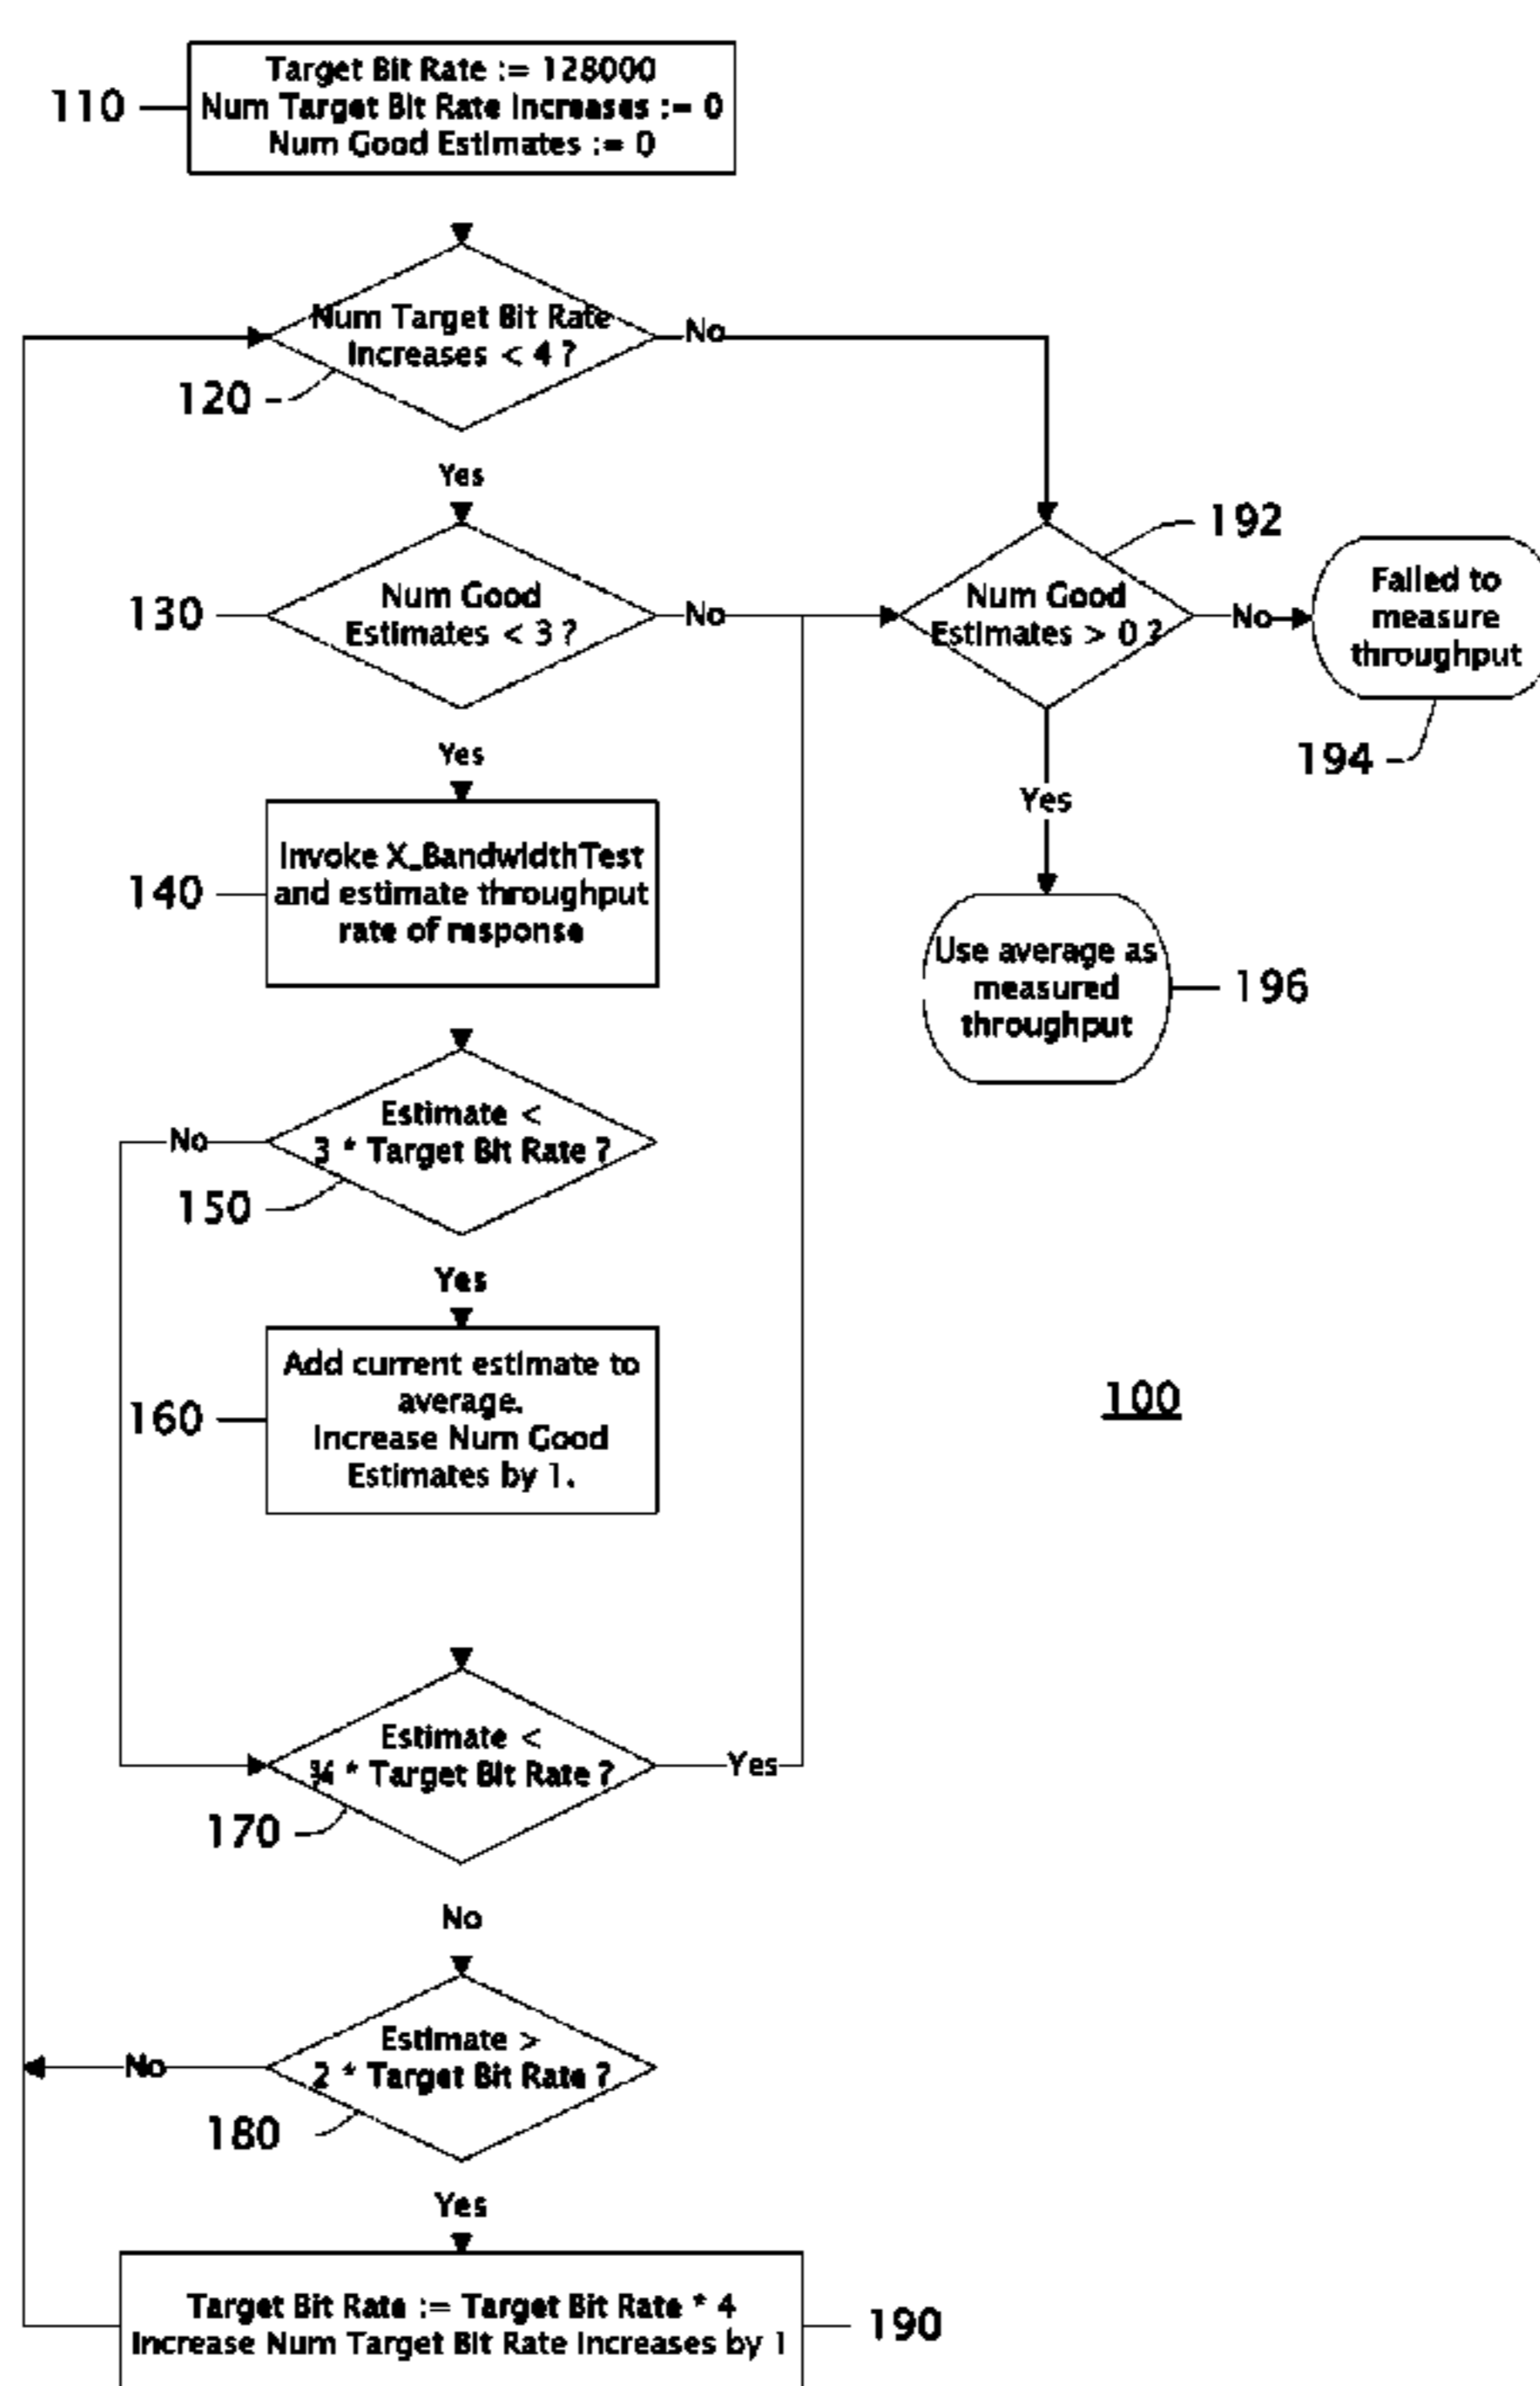 Target Bit Rate := 128000
Num Target Bit Rate Increases := 0
Num Good Estimates := 0
110
Num Target Bit Rate
Increases < 4 ?
No
120
Yes
192
Num Good
Estimates < 3 ?
130
No
Num Good
Estimates > 0 ?
No
Failed to
measure
throughput
194
Yes
Yes
Invoke X_BandwidthTest
and estimate throughput
rate of response
140
Use average as
measured
throughput
196
Estimate <
3 * Target Bit Rate ?
No
150
Yes
Add current estimate to
average.
Increase Num Good
Estimates by 1.
160
100
Estimate <
¾ * Target Bit Rate ?
Yes
170
No
Estimate >
2 * Target Bit Rate ?
No
180
Yes
Target Bit Rate := Target Bit Rate * 4
Increase Num Target Bit Rate Increases by 1
190